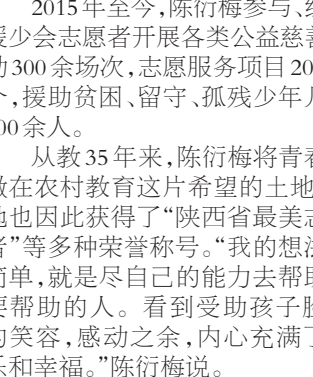 2015年至今，陈衍梅参与、组
援少会志愿者开展各类公益慈善
动300余场次，志愿服务项目20
个，援助贫困、留守、孤残少年儿
00余人。
从教35年来，陈衍梅将青春
散在农村教育这片希望的土地
她也因此获得了“陕西省最美志
者”等多种荣誉称号。“我的想法
简单，就是尽自己的能力去帮助
要帮助的人。看到受助孩子脸
的笑容，感动之余，内心充满了
乐和幸福。”陈衍梅说。